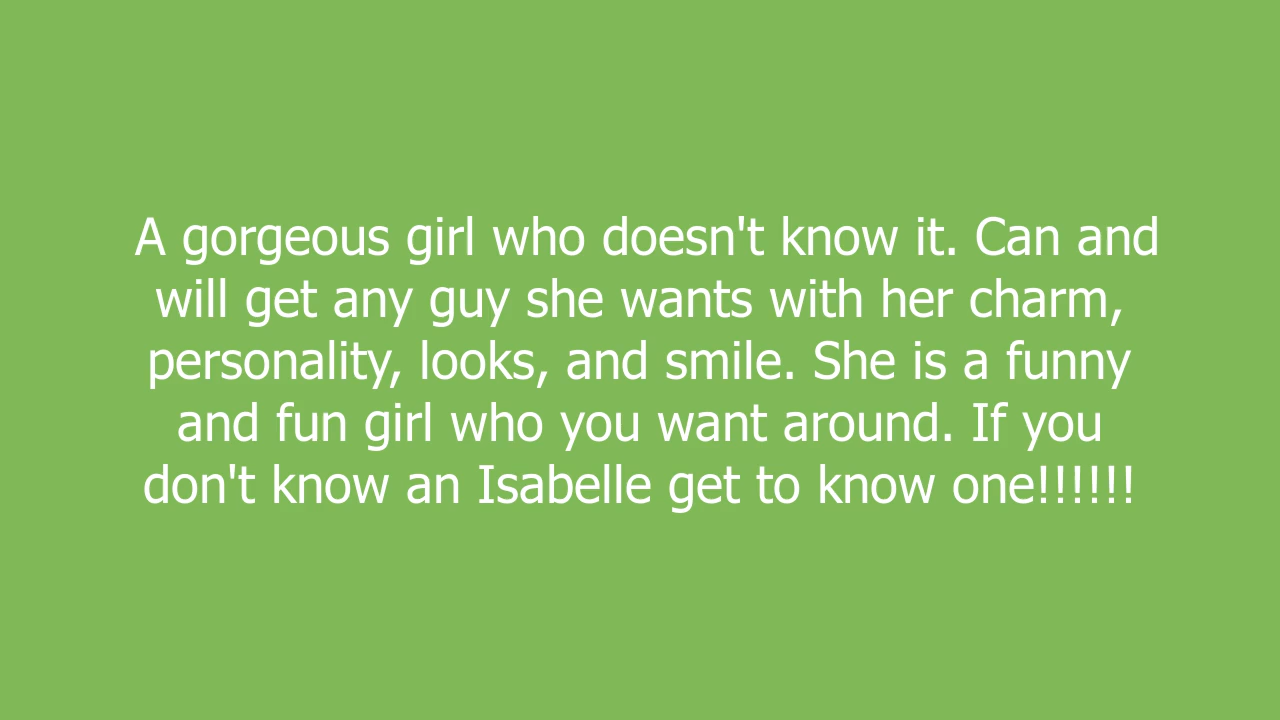 A gorgeous girl who doesn't know it. Can and
will get any guy she wants with her charm,
personality, looks, and smile. She is a funny
and fun girl who you want around. If you
don't know an Isabelle get to know one!!!!!!